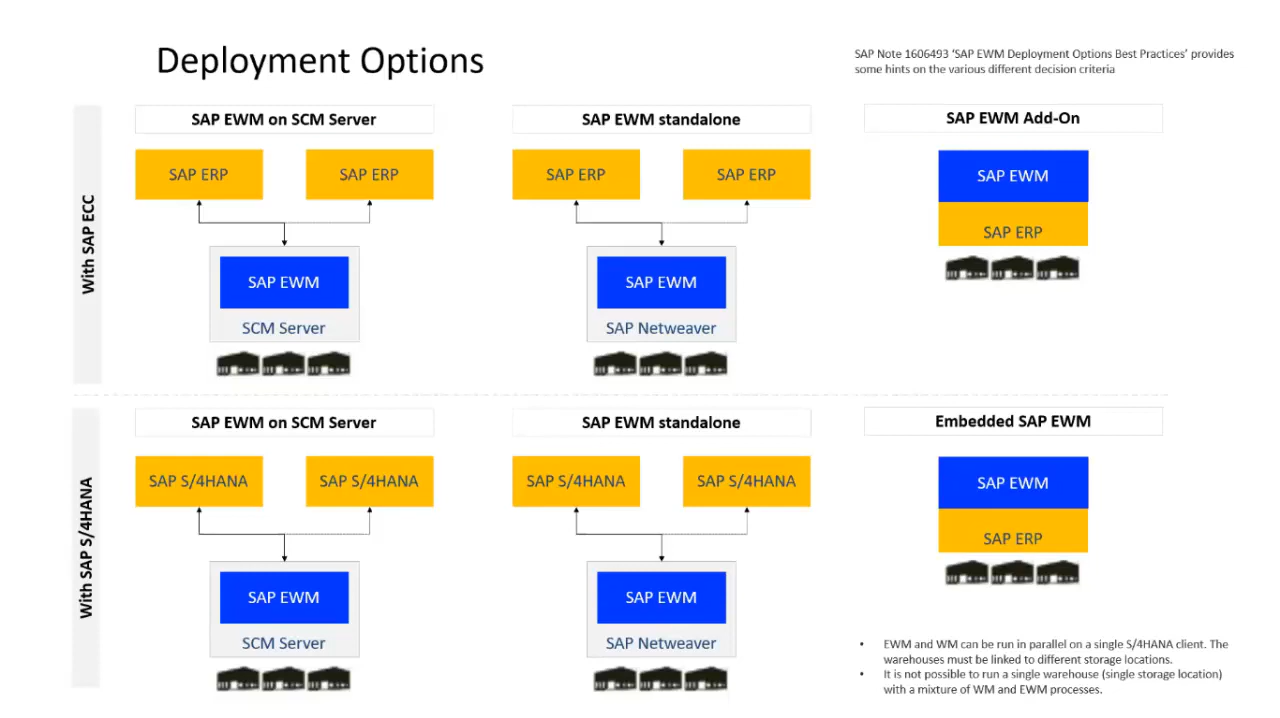 Deployment Options
SAP Note 1606493 ‘SAP EWM Deployment Options Best Practices’ provides
some hints on the various different decision criteria
With SAP ECC
SAP EWM on SCM Server
SAP ERP
SAP ERP
SAP EWM
SCM Server
SAP EWM standalone
SAP ERP
SAP ERP
SAP EWM
SAP Netweaver
SAP EWM Add-On
SAP EWM
SAP ERP
With SAP S/4HANA
SAP EWM on SCM Server
SAP S/4HANA
SAP S/4HANA
SAP EWM
SCM Server
SAP EWM standalone
SAP S/4HANA
SAP S/4HANA
SAP EWM
SAP Netweaver
Embedded SAP EWM
SAP EWM
SAP ERP
• EWM and WM can be run in parallel on a single S/4HANA client. The
warehouses must be linked to different storage locations.
• It is not possible to run a single warehouse (single storage location)
with a mixture of WM and EWM processes.